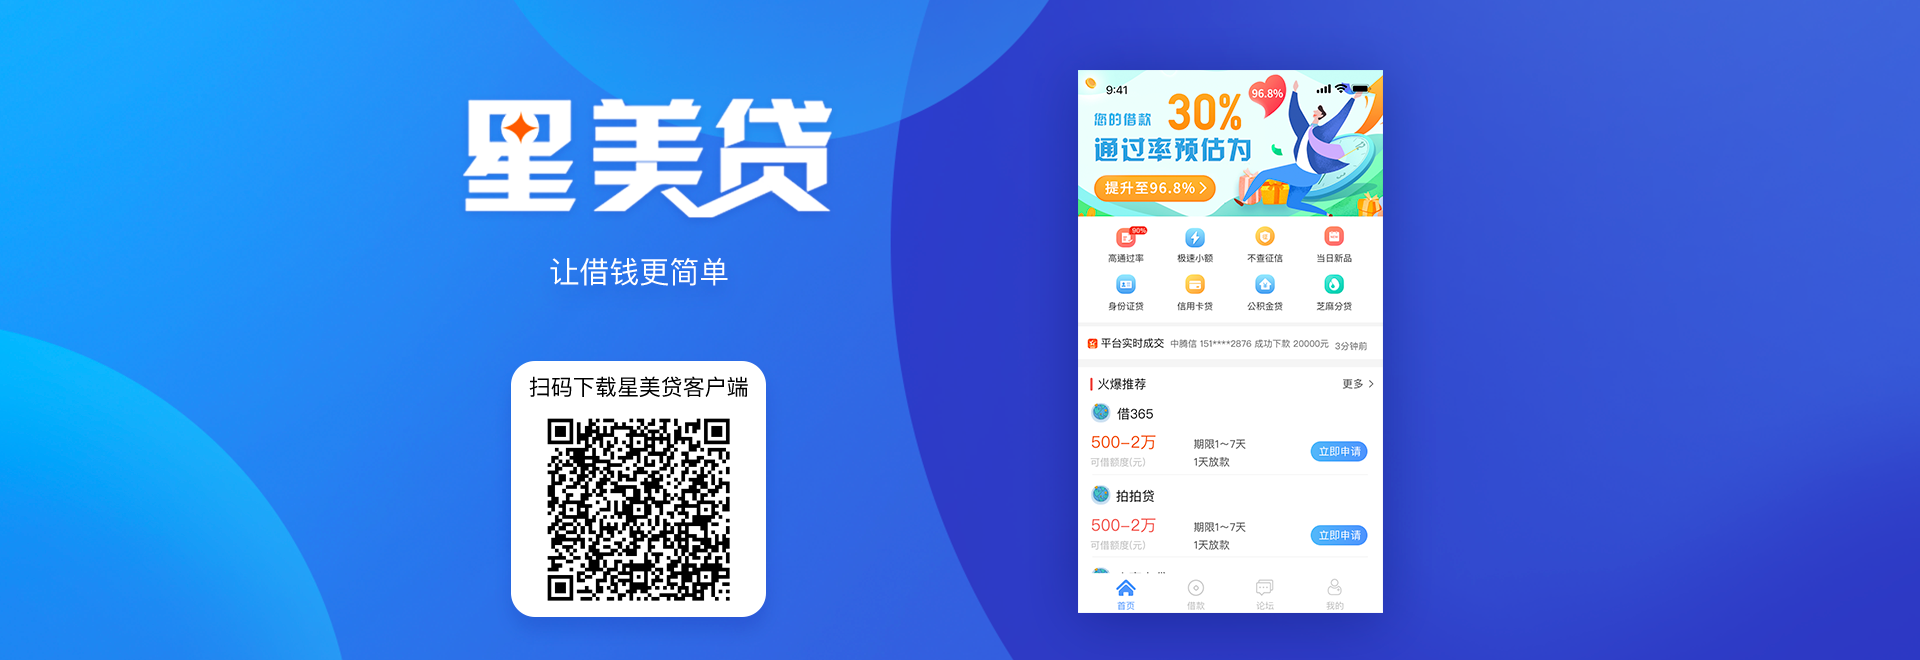 星美贷
让借钱更简单
扫码下载星美贷客户端
9:41
96.8%
您的借款 30%
通过率预估为
提升至96.8%
90%
高通过率 极速小额 不查征信 当日新品
身份证贷 信用卡贷 公积金贷 芝麻分贷
平台实时成交 中腾信 151****2876 成功下款 20000元 3分钟前
火爆推荐 更多
借365
500-2万 期限1~7天
可借额度(元) 1天放款
立即申请
拍拍贷
500-2万 期限1~7天
可借额度(元) 1天放款
立即申请
首页 借款 论坛 我的